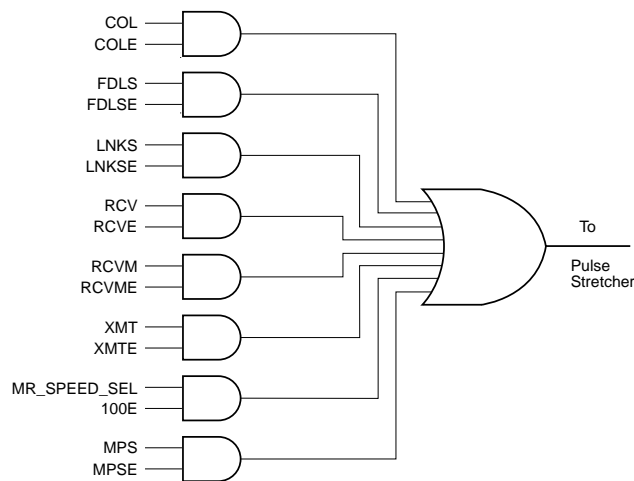 COL
COLE
FDLS
FDLSE
LNKS
LNKSE
RCV
RCVE
RCVM
RCVME
XMT
XMTE
MR_SPEED_SEL
100E
MPS
MPSE
To
Pulse
Stretcher